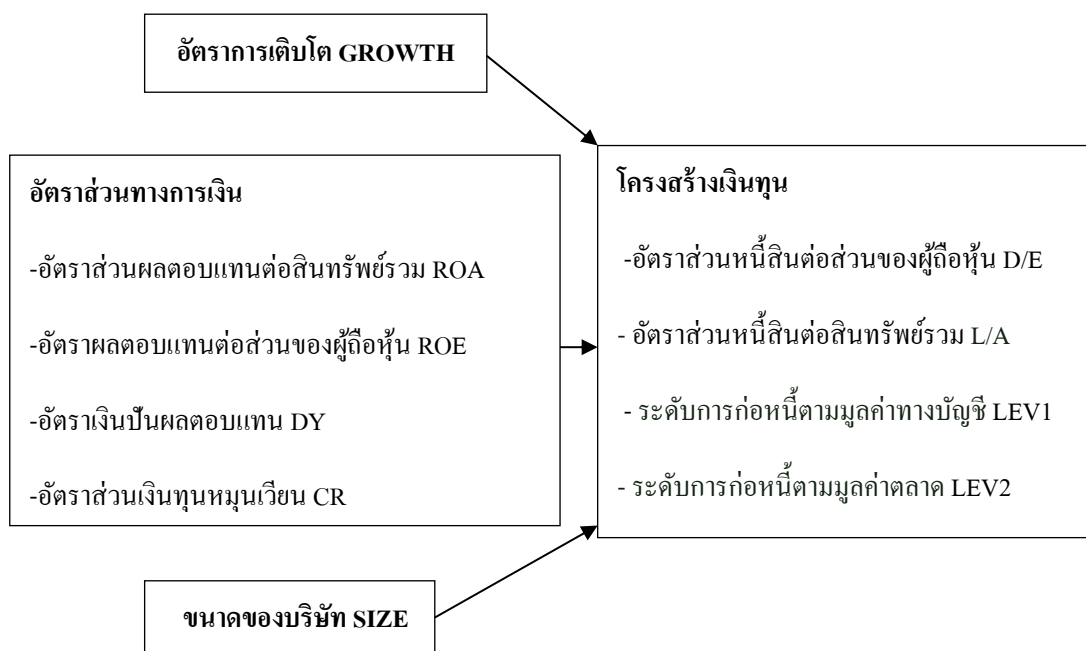 อัตราการเติบโต GROWTH
อัตราส่วนทางการเงิน
-อัตราส่วนผลตอบแทนต่อสินทรัพย์รวม ROA
-อัตราผลตอบแทนต่อส่วนของผู้ถือหุ้น ROE
-อัตราเงินปันผลตอบแทน DY
-อัตราส่วนเงินทุนหมุนเวียน CR
โครงสร้างเงินทุน
-อัตราส่วนหนี้สินต่อส่วนของผู้ถือหุ้น D/E
- อัตราส่วนหนี้สินต่อสินทรัพย์รวม L/A
- ระดับการก่อหนี้ตามมูลค่าทางบัญชี LEV1
- ระดับการก่อหนี้ตามมูลค่าตลาด LEV2
ขนาดของบริษัท SIZE